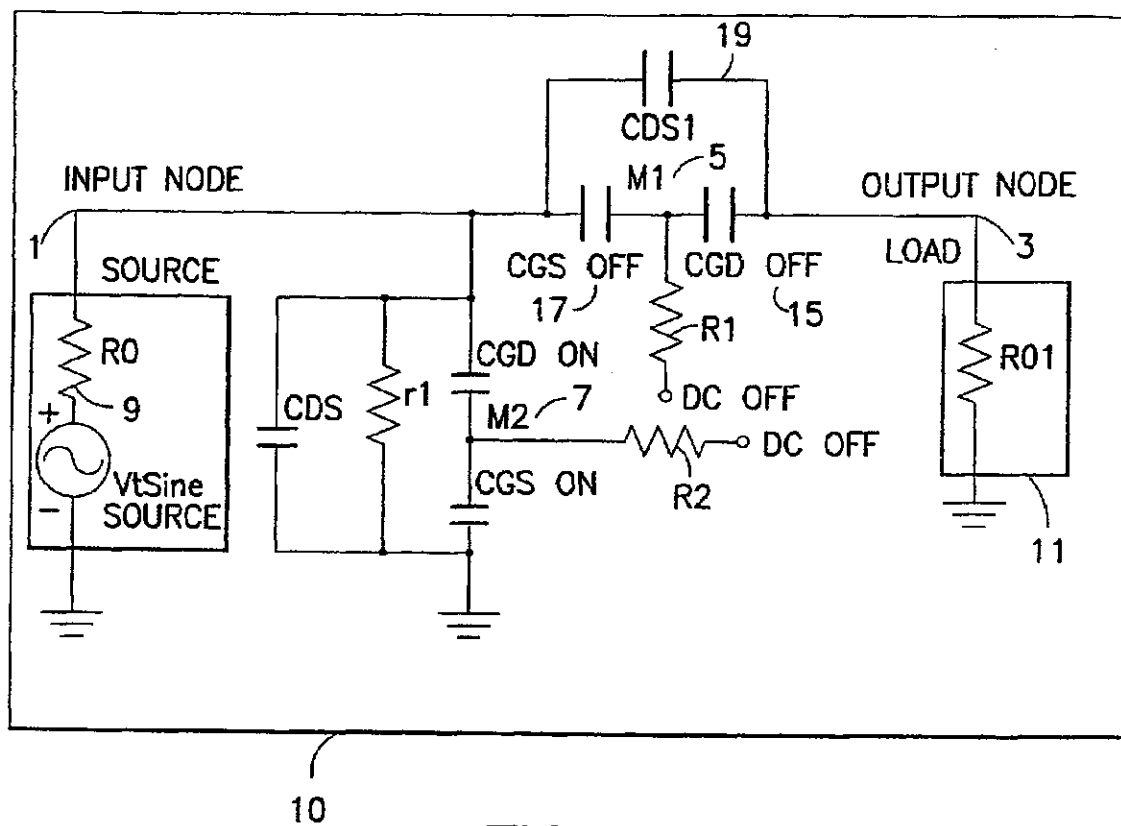 19
CDS1
M1
5
INPUT NODE
OUTPUT NODE
1
3
SOURCE
LOAD
CGS OFF
CGD OFF
17
15
R0
R1
R01
9
CGD ON
CDS
r1
+
M2
7
DC OFF
DC OFF
VtSine
SOURCE
-
CGS ON
R2
11
10